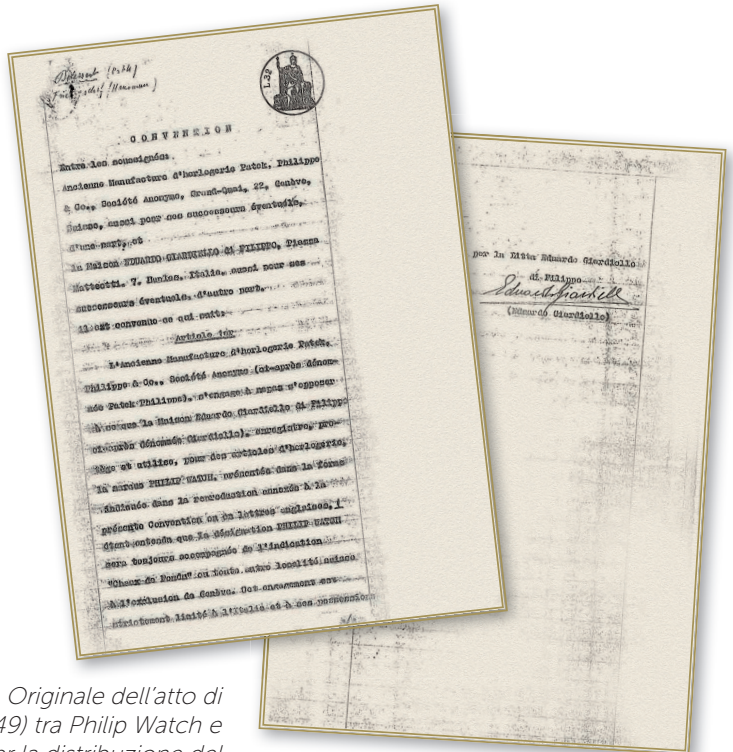 L.32
C O N V E N T I O N
Entre les soussignés:
Ancienne Manufacture d'horlogerie Patek, Philippe
& Co., Société Anonyme, Grand-Quai, 22, Genève,
Suisse, aussi pour ses successeurs éventuels,
d'une part, et
la Maison EDUARDO GIARDIELLO di FILIPPO, Piazza
Matteotti, 7, Naples, Italie, aussi pour ses
successeurs éventuels, d'autre part,
il est convenu ce qui suit:
Article 1er
L'Ancienne Manufacture d'horlogerie Patek,
Philippe & Co., Société Anonyme (ci-après dénom-
mée Patek Philippe), s'engage à ne pas s'opposer
à ce que la Maison Eduardo Giardiello di Filippo
ci-après dénommée Giardiello), enregistre, pro-
tège et utilise, pour des articles d'horlogerie,
la marque PHILIP WATCH, présentée dans la forme
indiquée dans la reproduction annexée à la
présente Convention ou en lettres anglaises,
étant entendu que la désignation PHILIP WATCH
sera toujours accompagnée de l'indication
"Chaux de Fonds" ou toute autre localité suisse
à l'exclusion de Genève. Cet engagement est
strictement limité à l'Italie et à ses possessions
per la Ditta Eduardo Giardiello
di Filippo
Eduardo Giardiello
(Eduardo Giardiello)
Originale dell'atto di
49) tra Philip Watch e
er la distribuzione del